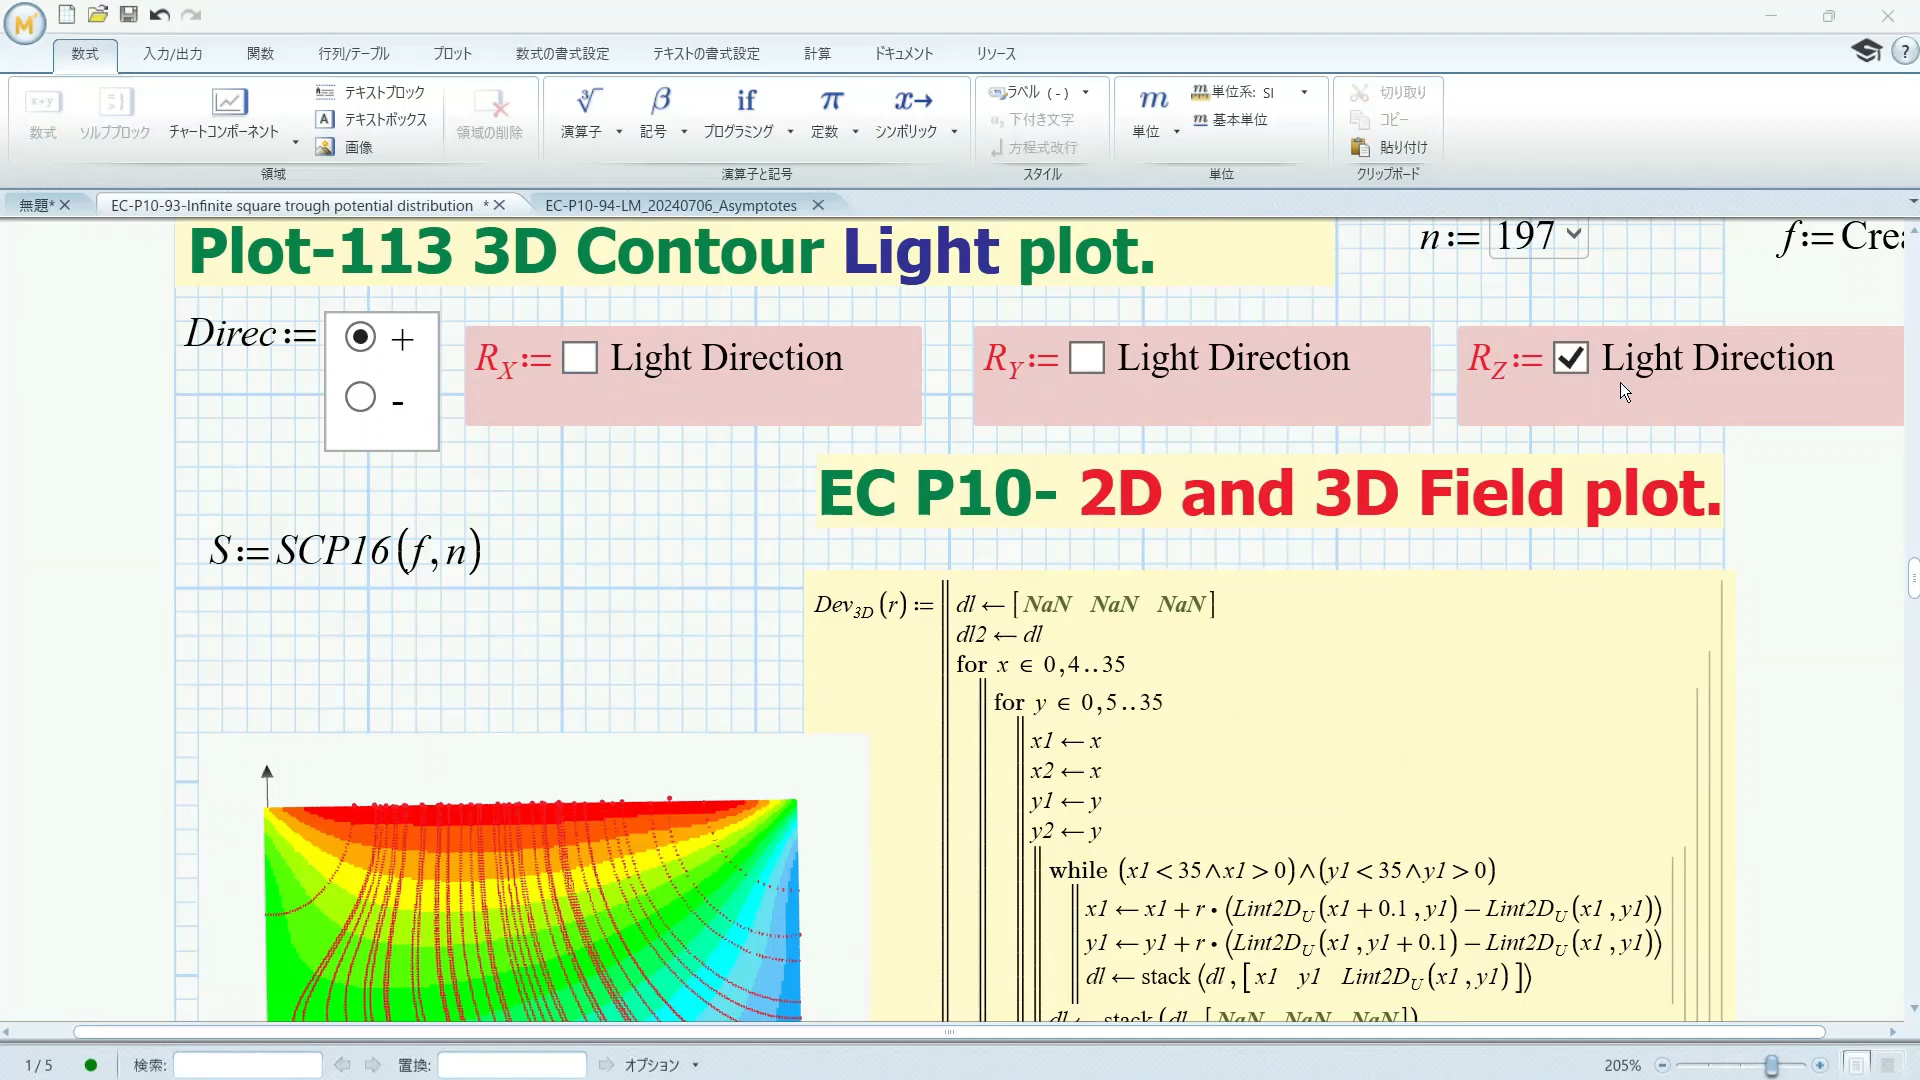 数式 入力/出力 関数 行列/テーブル プロット 数式の書式設定 テキストの書式設定 計算 ドキュメント リソース
数式 ソルブブロック チャートコンポーネント テキストブロック テキストボックス 画像 領域の削除
演算子 記号 if プログラミング π 定数 x→ シンボリック
ラベル (-) 下付き文字 方程式改行
m 単位 単位系: SI 基本単位
切り取り コピー 貼り付け
領域 演算子と記号 スタイル 単位 クリップボード
無題* EC-P10-93-Infinite square trough potential distribution * EC-P10-94-LM_20240706_Asymptotes
Plot-113 3D Contour Light plot.
n:= 197 f:=Crea
Direc:= + -
R_X:= Light Direction
R_Y:= Light Direction
R_Z:= Light Direction
EC P10- 2D and 3D Field plot.
S:=SCP16(f,n)
Dev_3D(r):= dl←[NaN NaN NaN]
dl2←dl
for x ∈ 0,4..35
for y ∈ 0,5..35
x1←x
x2←x
y1←y
y2←y
while (x1<35∧x1>0)∧(y1<35∧y1>0)
x1←x1+r•(Lint2D_U(x1+0.1,y1)−Lint2D_U(x1,y1))
y1←y1+r•(Lint2D_U(x1,y1+0.1)−Lint2D_U(x1,y1))
dl←stack(dl,[x1 y1 Lint2D_U(x1,y1)])
dl←stack(dl,[NaN NaN NaN])
1/5 検索: 置換: オプション 205%